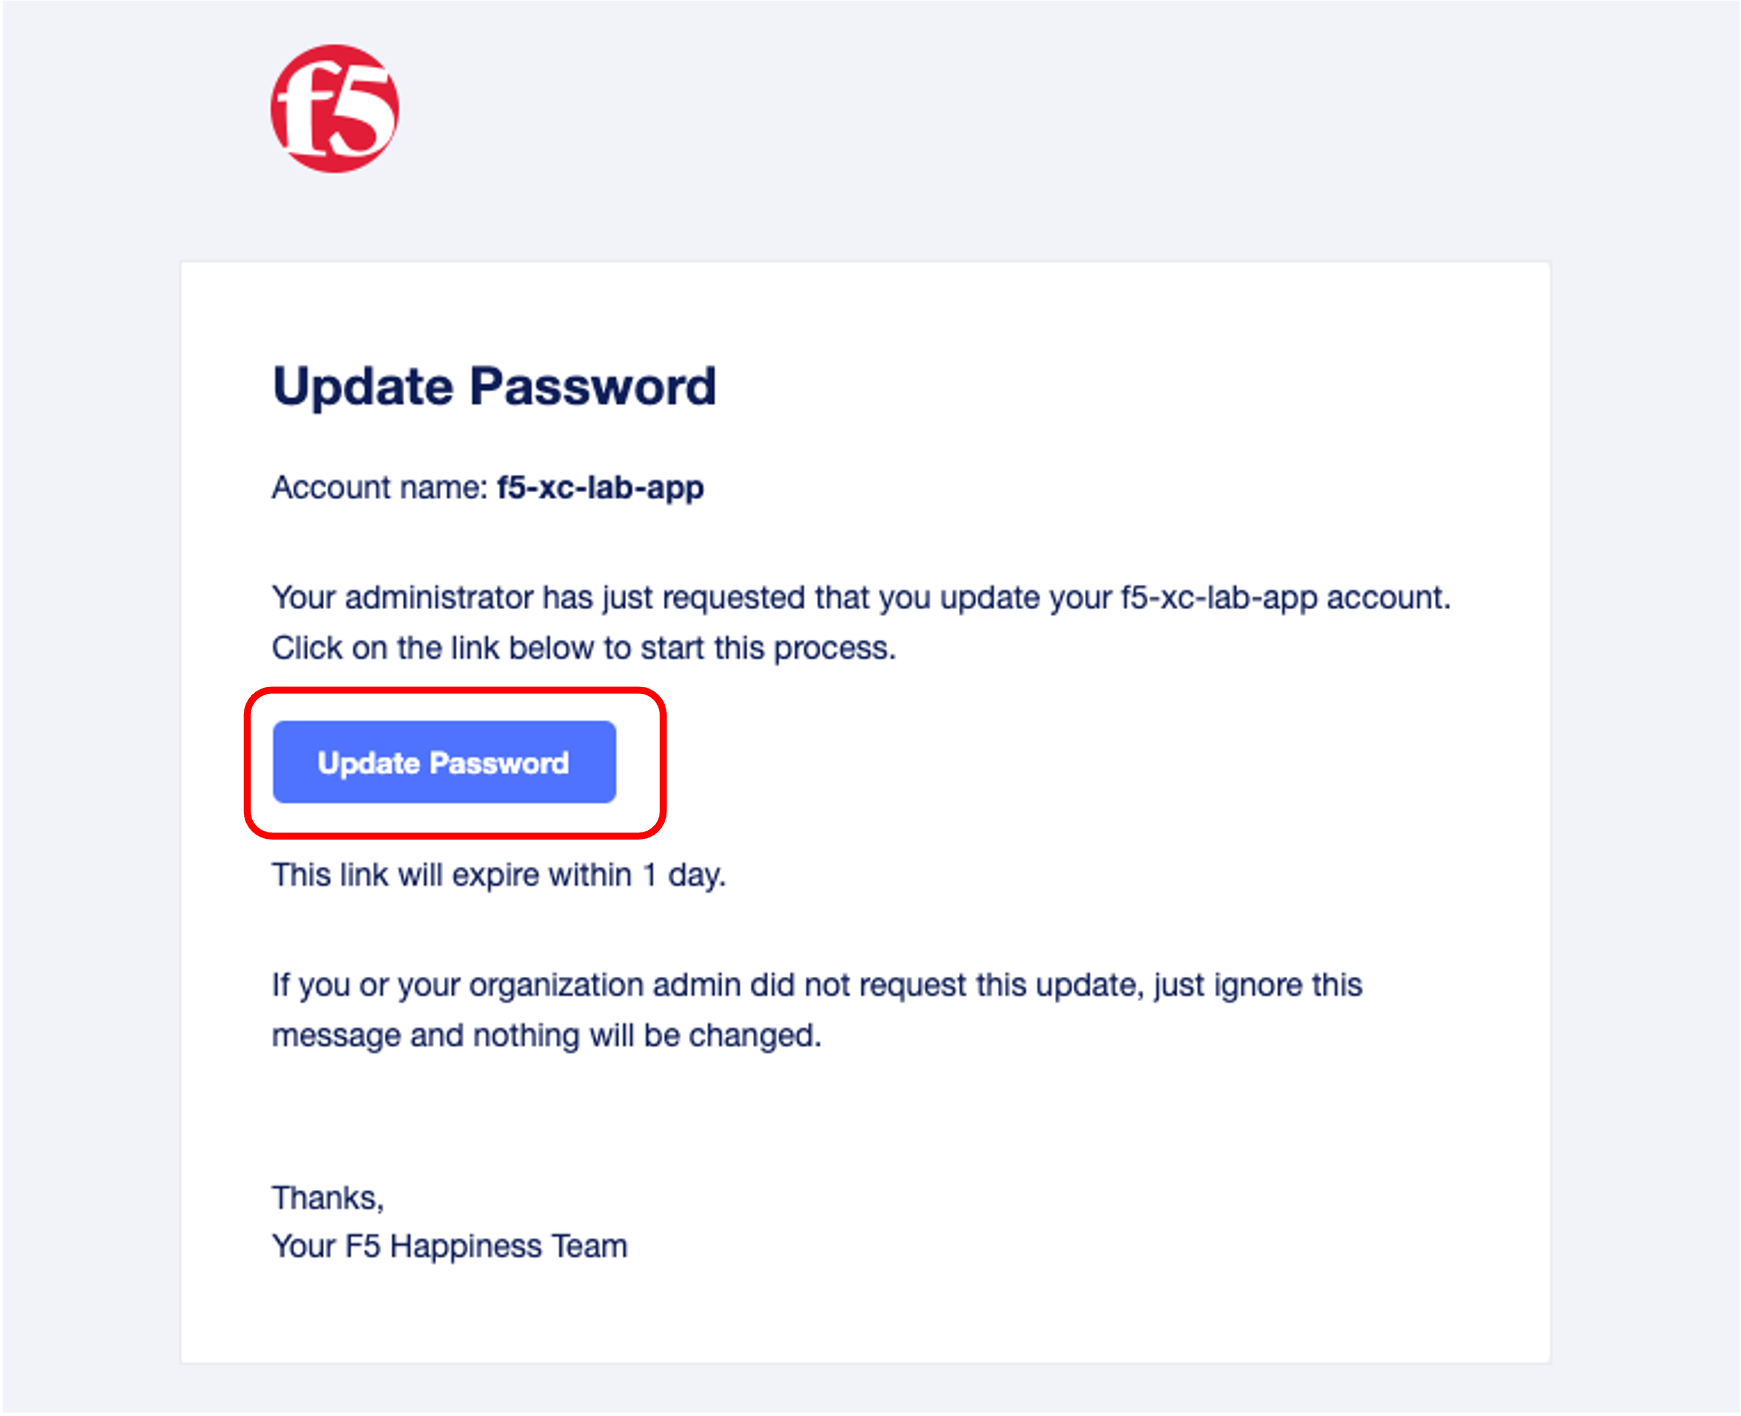 f5
Update Password
Account name: f5-xc-lab-app
Your administrator has just requested that you update your f5-xc-lab-app account.
Click on the link below to start this process.
Update Password
This link will expire within 1 day.
If you or your organization admin did not request this update, just ignore this
message and nothing will be changed.
Thanks,
Your F5 Happiness Team